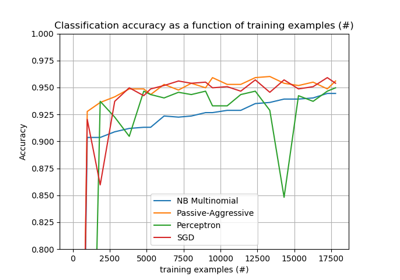 Classification accuracy as a function of training examples (#)
1.000
0.975
0.950
0.925
0.900
0.875
0.850
0.825
0.800
Accuracy
NB Multinomial
Passive-Aggressive
Perceptron
SGD
0 2500 5000 7500 10000 12500 15000 17500
training examples (#)